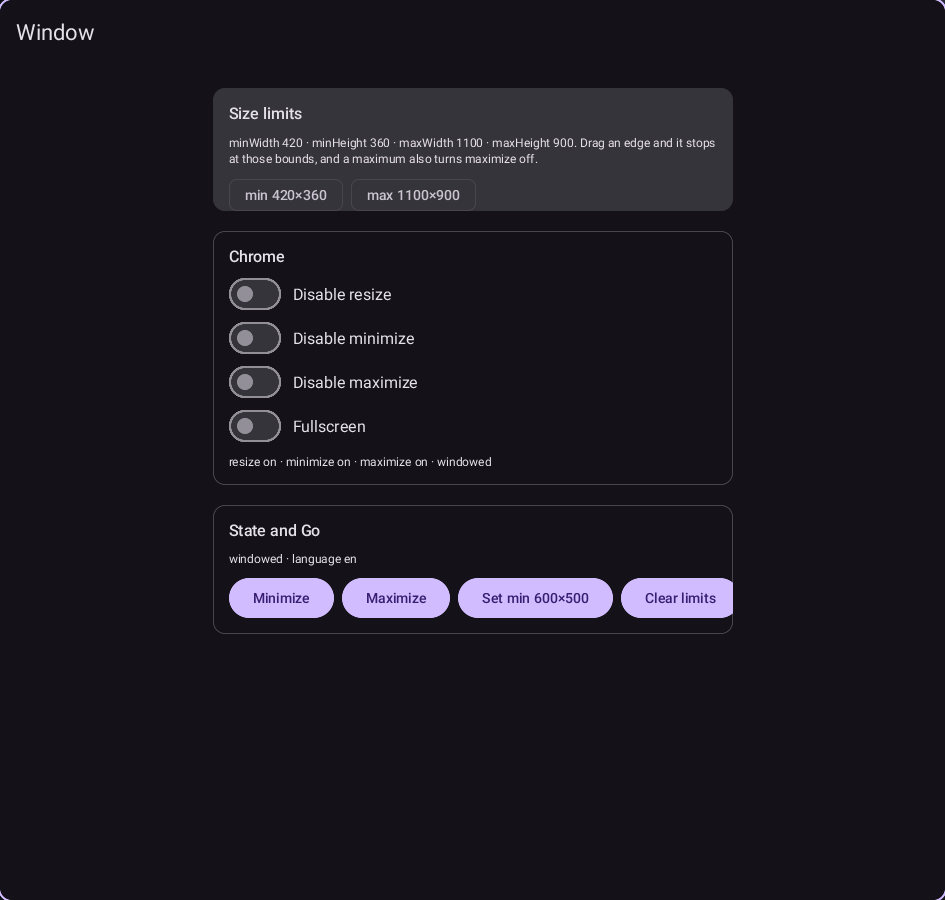 Window
Size limits
minWidth 420 · minHeight 360 · maxWidth 1100 · maxHeight 900. Drag an edge and it stops
at those bounds, and a maximum also turns maximize off.
min 420×360 max 1100×900
Chrome
Disable resize
Disable minimize
Disable maximize
Fullscreen
resize on · minimize on · maximize on · windowed
State and Go
windowed · language en
Minimize Maximize Set min 600×500 Clear limits